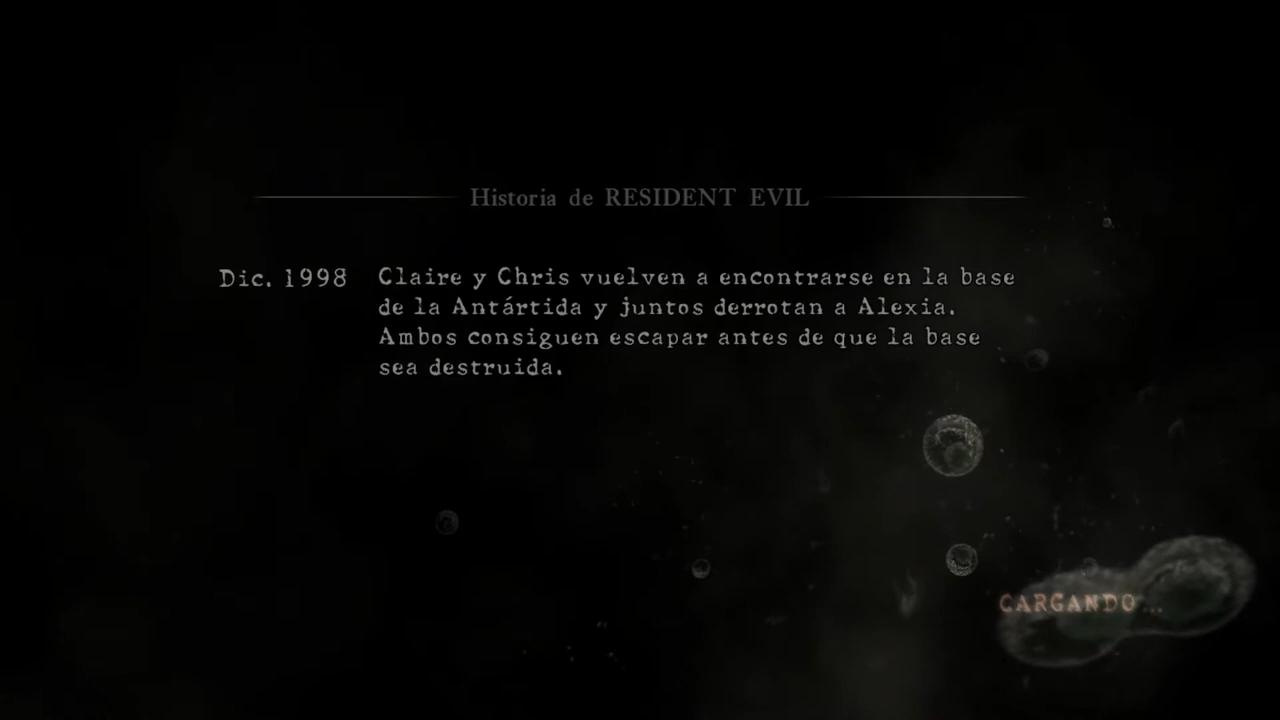 Historia de RESIDENT EVIL
Dic. 1998 Claire y Chris vuelven a encontrarse en la base
de la Antártida y juntos derrotan a Alexia.
Ambos consiguen escapar antes de que la base
sea destruida.
CARGANDO...